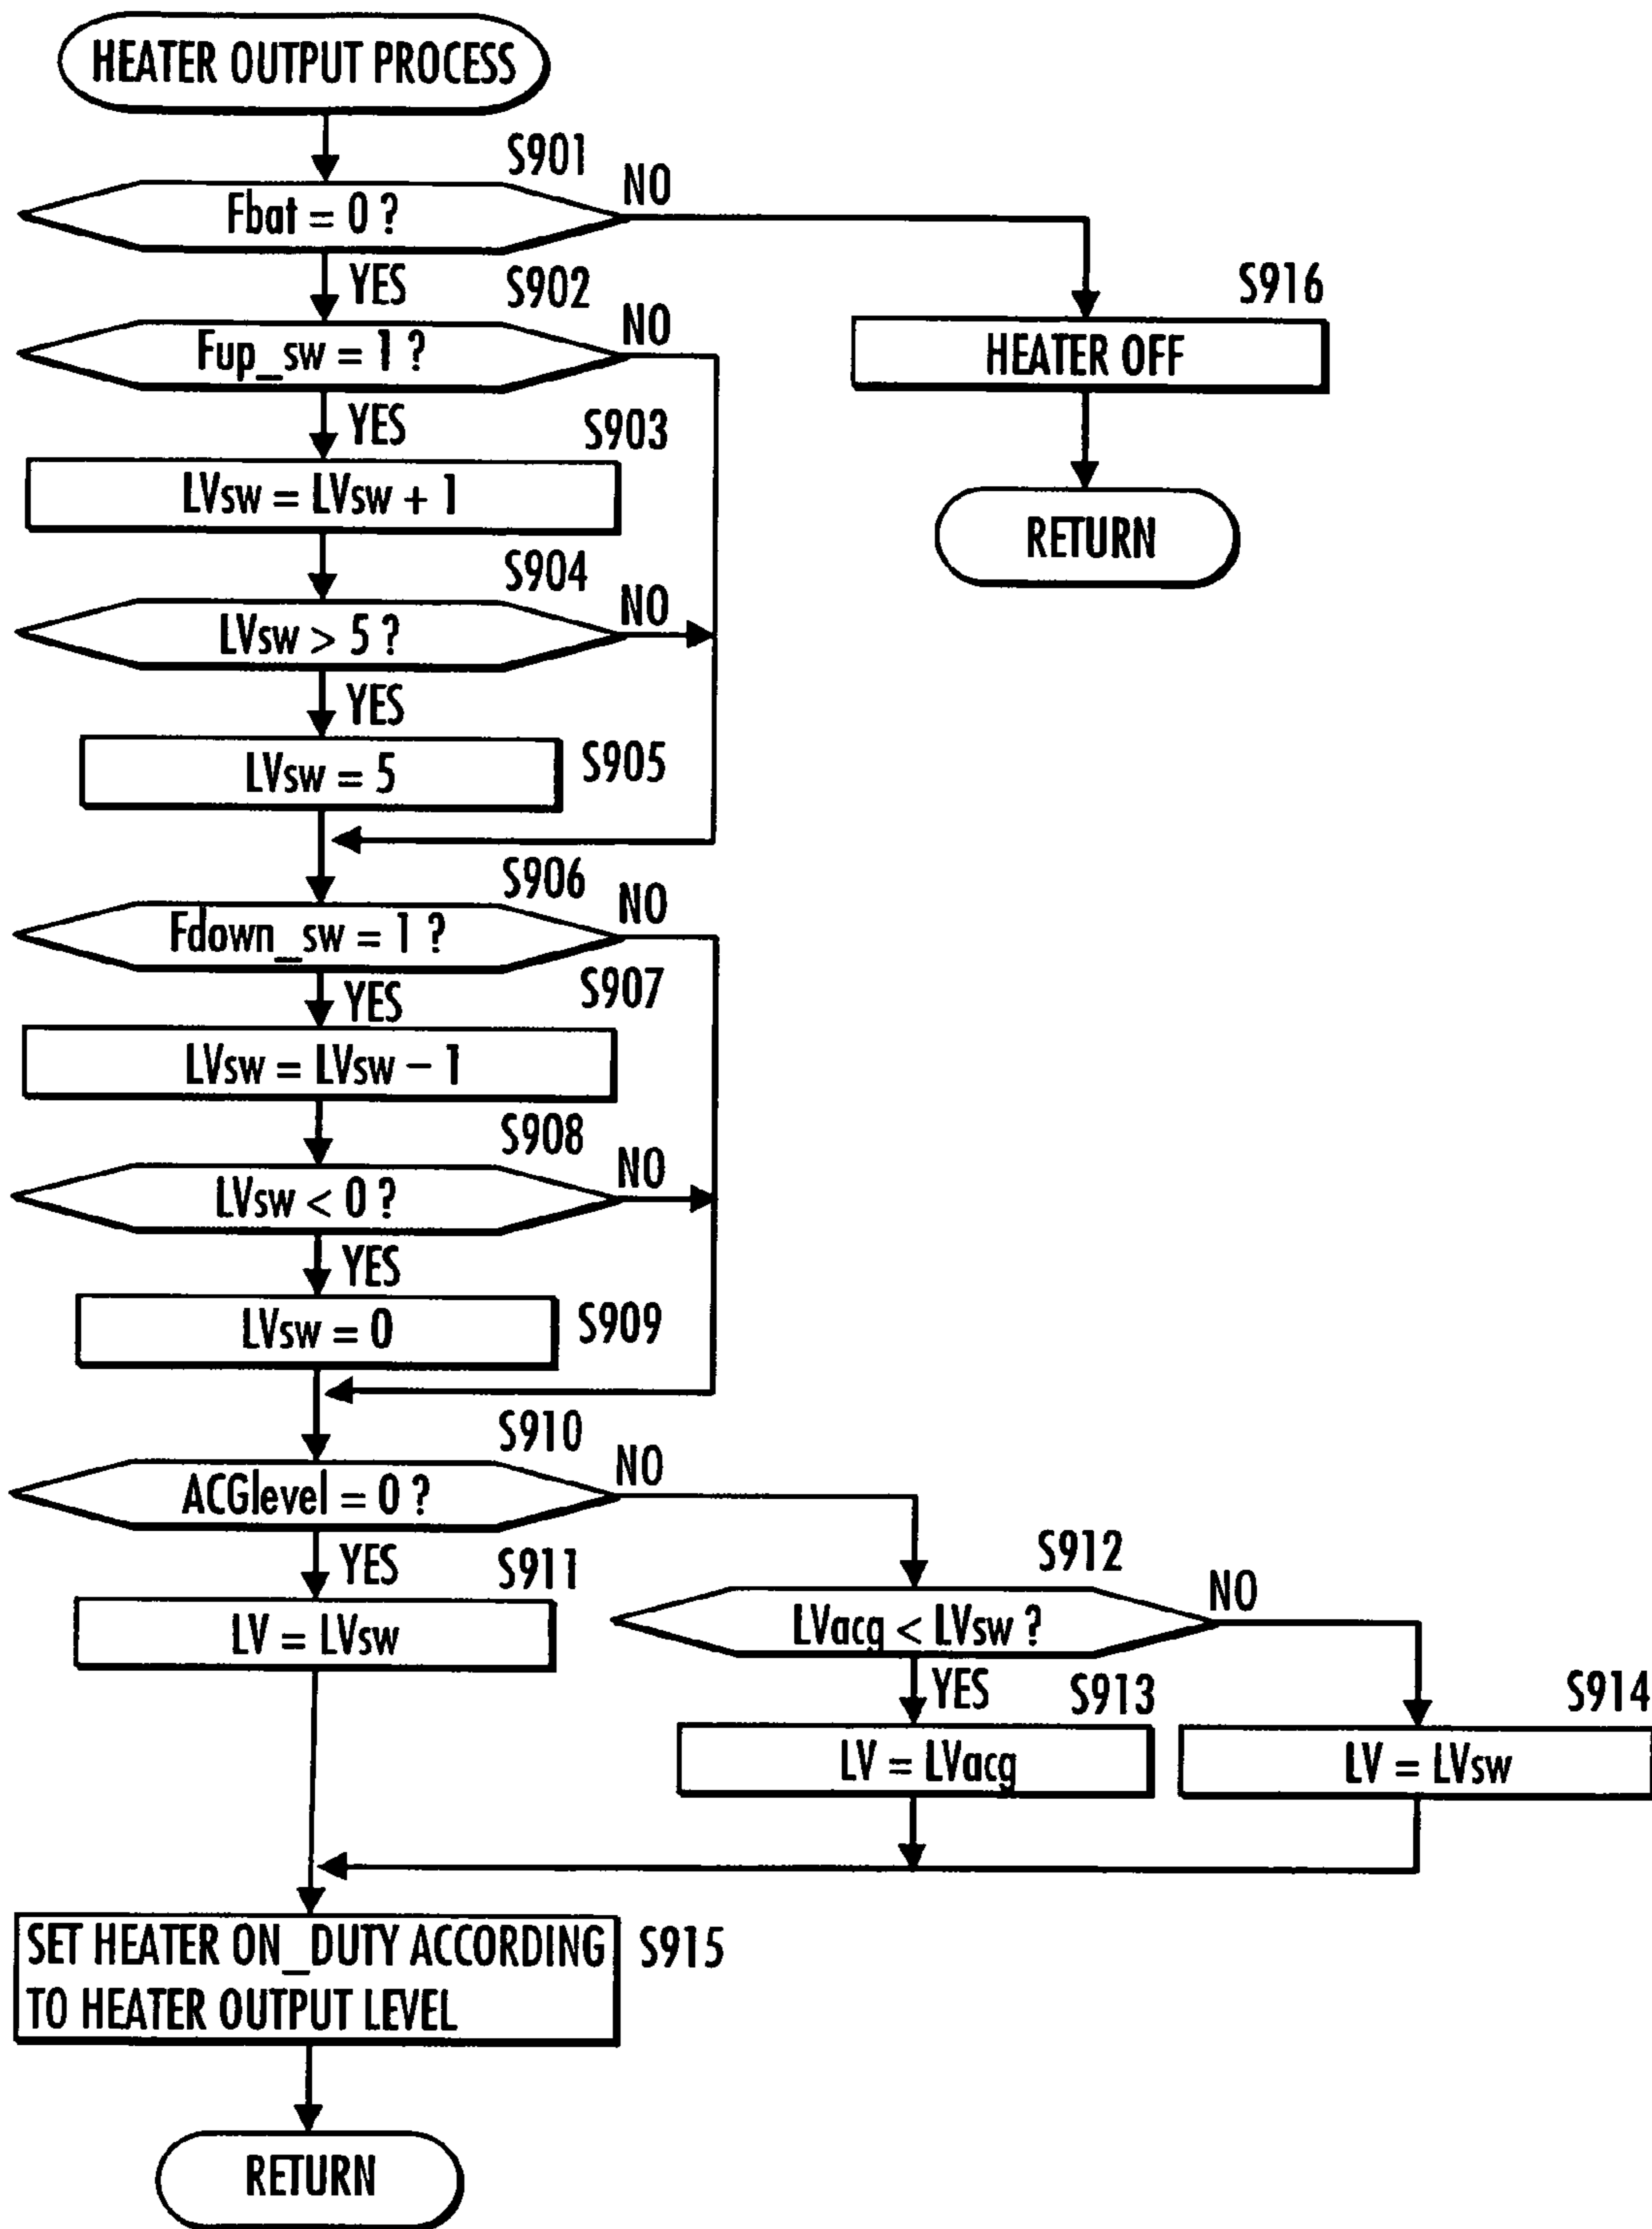 HEATER OUTPUT PROCESS
S901
Fbat = 0 ?
NO
YES
S902
Fup_sw = 1 ?
NO
S916
HEATER OFF
YES
S903
LVsw = LVsw + 1
RETURN
S904
LVsw > 5 ?
NO
YES
LVsw = 5
S905
S906
Fdown_sw = 1 ?
NO
YES
S907
LVsw = LVsw − 1
S908
LVsw < 0 ?
NO
YES
LVsw = 0
S909
S910
ACGlevel = 0 ?
NO
YES
S911
LV = LVsw
S912
LVacg < LVsw ?
NO
YES
S913
LV = LVacg
S914
LV = LVsw
SET HEATER ON_DUTY ACCORDING
TO HEATER OUTPUT LEVEL
S915
RETURN